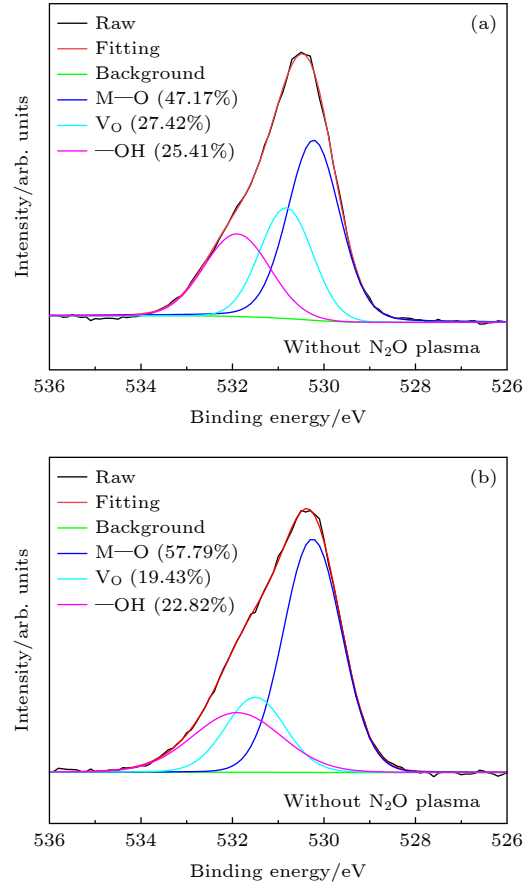 (a)
Raw
Fitting
Background
M—O (47.17%)
V_O (27.42%)
—OH (25.41%)
Intensity/arb. units
Without N₂O plasma
536 534 532 530 528 526
Binding energy/eV
(b)
Raw
Fitting
Background
M—O (57.79%)
V_O (19.43%)
—OH (22.82%)
Intensity/arb. units
Without N₂O plasma
536 534 532 530 528 526
Binding energy/eV